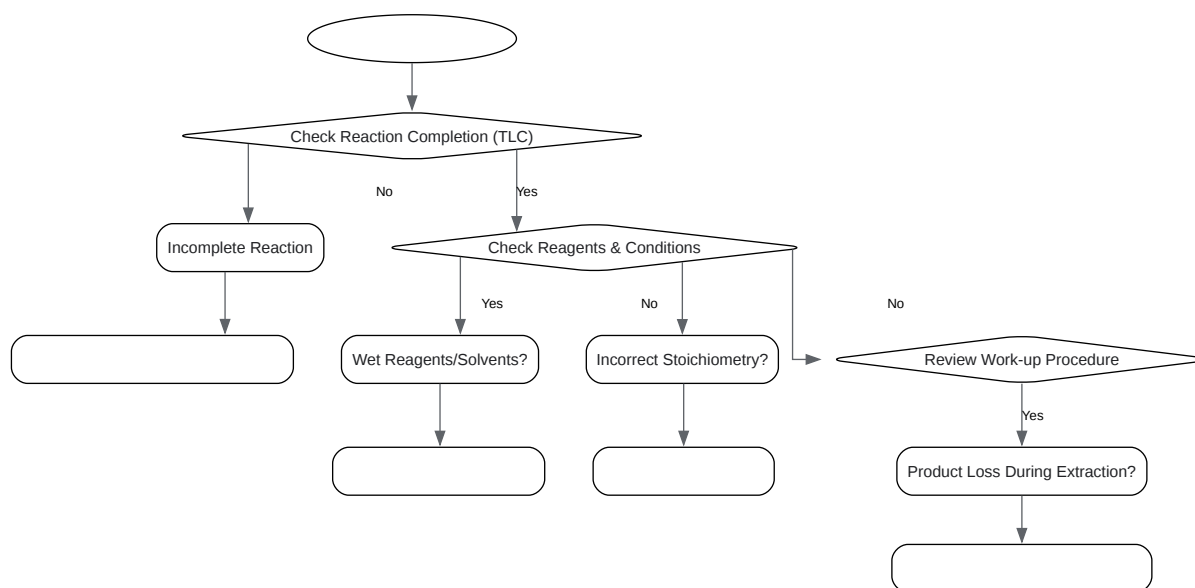 Check Reaction Completion (TLC)
No
Yes
Incomplete Reaction
Check Reagents & Conditions
Yes
No
No
Wet Reagents/Solvents?
Incorrect Stoichiometry?
Review Work-up Procedure
Yes
Product Loss During Extraction?